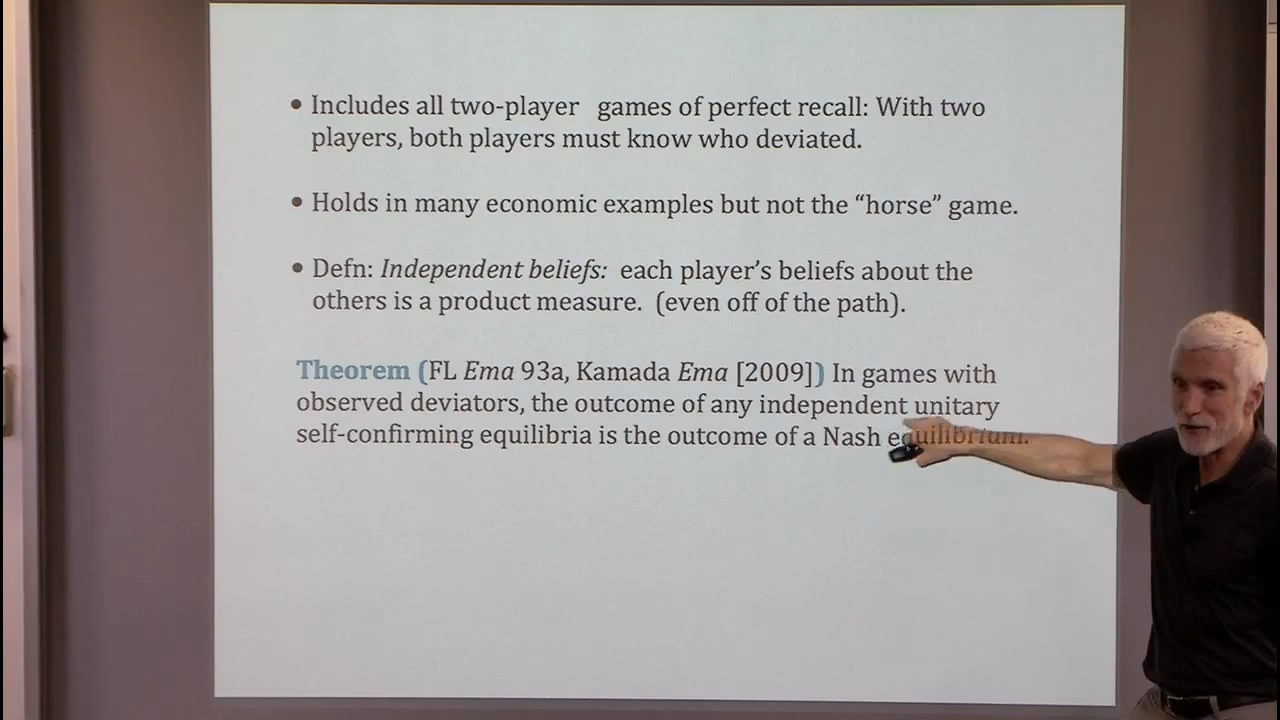 • Includes all two-player games of perfect recall: With two
players, both players must know who deviated.
• Holds in many economic examples but not the “horse” game.
• Defn: Independent beliefs: each player’s beliefs about the
others is a product measure. (even off of the path).
Theorem (FL Ema 93a, Kamada Ema [2009]) In games with
observed deviators, the outcome of any independent unitary
self-confirming equilibria is the outcome of a Nash equilibrium.